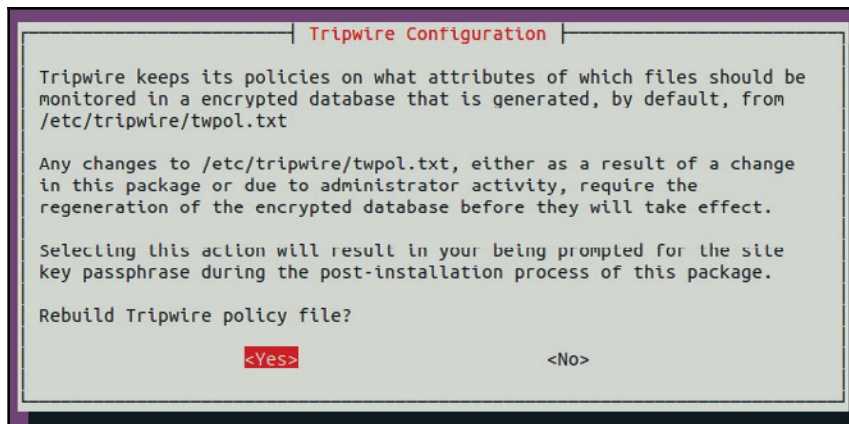 Tripwire Configuration
Tripwire keeps its policies on what attributes of which files should be
monitored in a encrypted database that is generated, by default, from
/etc/tripwire/twpol.txt
Any changes to /etc/tripwire/twpol.txt, either as a result of a change
in this package or due to administrator activity, require the
regeneration of the encrypted database before they will take effect.
Selecting this action will result in your being prompted for the site
key passphrase during the post-installation process of this package.
Rebuild Tripwire policy file?
<Yes> <No>